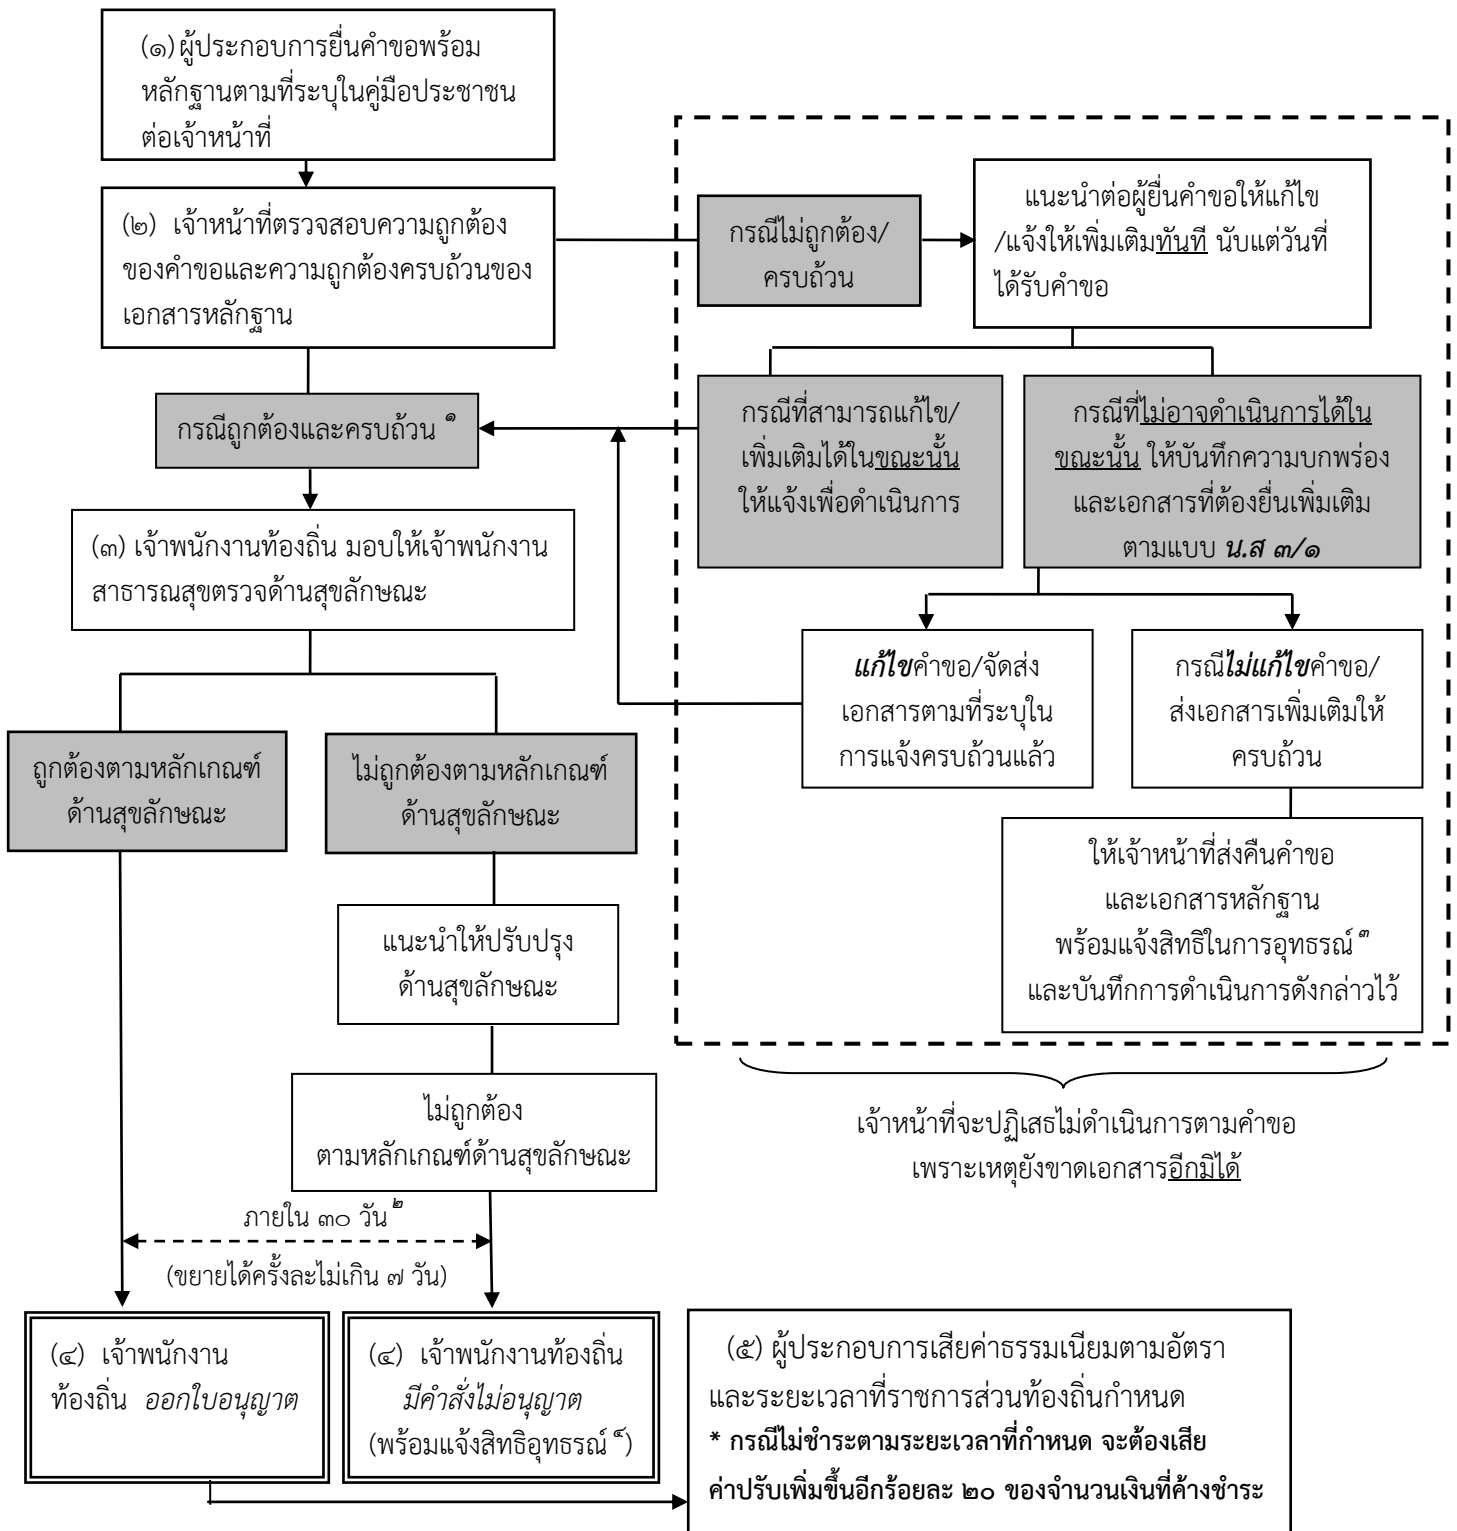 (๑) ผู้ประกอบการยื่นคำขอพร้อม
หลักฐานตามที่ระบุในคู่มือประชาชน
ต่อเจ้าหน้าที่
(๒) เจ้าหน้าที่ตรวจสอบความถูกต้อง
ของคำขอและความถูกต้องครบถ้วนของ
เอกสารหลักฐาน
กรณีไม่ถูกต้อง/
ครบถ้วน
แนะนำต่อผู้ยื่นคำขอให้แก้ไข
/แจ้งให้เพิ่มเติมทันที นับแต่วันที่
ได้รับคำขอ
กรณีถูกต้องและครบถ้วน ๑
กรณีที่สามารถแก้ไข/
เพิ่มเติมได้ในขณะนั้น
ให้แจ้งเพื่อดำเนินการ
กรณีที่ไม่อาจดำเนินการได้ใน
ขณะนั้น ให้บันทึกความบกพร่อง
และเอกสารที่ต้องยื่นเพิ่มเติม
ตามแบบ น.ส ๓/๑
(๓) เจ้าพนักงานท้องถิ่น มอบให้เจ้าพนักงาน
สาธารณสุขตรวจด้านสุขลักษณะ
แก้ไขคำขอ/จัดส่ง
เอกสารตามที่ระบุใน
การแจ้งครบถ้วนแล้ว
กรณีไม่แก้ไขคำขอ/
ส่งเอกสารเพิ่มเติมให้
ครบถ้วน
ถูกต้องตามหลักเกณฑ์
ด้านสุขลักษณะ
ไม่ถูกต้องตามหลักเกณฑ์
ด้านสุขลักษณะ
ให้เจ้าหน้าที่ส่งคืนคำขอ
และเอกสารหลักฐาน
พร้อมแจ้งสิทธิในการอุทธรณ์ ๓
และบันทึกการดำเนินการดังกล่าวไว้
แนะนำให้ปรับปรุง
ด้านสุขลักษณะ
ไม่ถูกต้อง
ตามหลักเกณฑ์ด้านสุขลักษณะ
เจ้าหน้าที่จะปฏิเสธไม่ดำเนินการตามคำขอ
เพราะเหตุยังขาดเอกสารอีกมิได้
ภายใน ๓๐ วัน ๒
(ขยายได้ครั้งละไม่เกิน ๗ วัน)
(๔) เจ้าพนักงาน
ท้องถิ่น ออกใบอนุญาต
(๔) เจ้าพนักงานท้องถิ่น
มีคำสั่งไม่อนุญาต
(พร้อมแจ้งสิทธิอุทธรณ์ ๔)
(๕) ผู้ประกอบการเสียค่าธรรมเนียมตามอัตรา
และระยะเวลาที่ราชการส่วนท้องถิ่นกำหนด
* กรณีไม่ชำระตามระยะเวลาที่กำหนด จะต้องเสีย
ค่าปรับเพิ่มขึ้นอีกร้อยละ ๒๐ ของจำนวนเงินที่ค้างชำระ